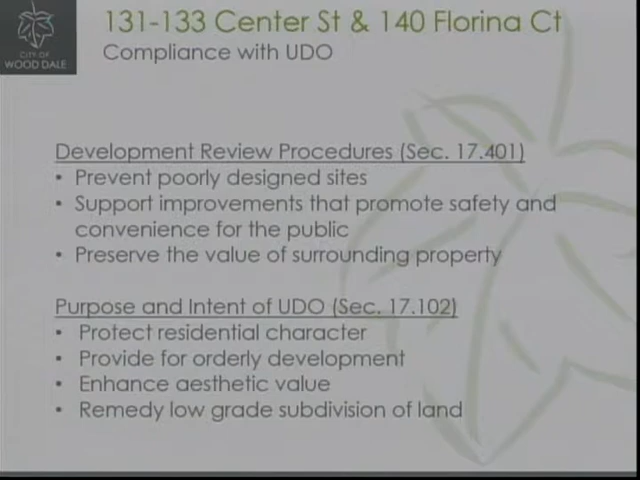 CITY OF
WOOD DALE
131-133 Center St & 140 Florina Ct
Compliance with UDO
Development Review Procedures (Sec. 17.401)
• Prevent poorly designed sites
• Support improvements that promote safety and
convenience for the public
• Preserve the value of surrounding property
Purpose and Intent of UDO (Sec. 17.102)
• Protect residential character
• Provide for orderly development
• Enhance aesthetic value
• Remedy low grade subdivision of land